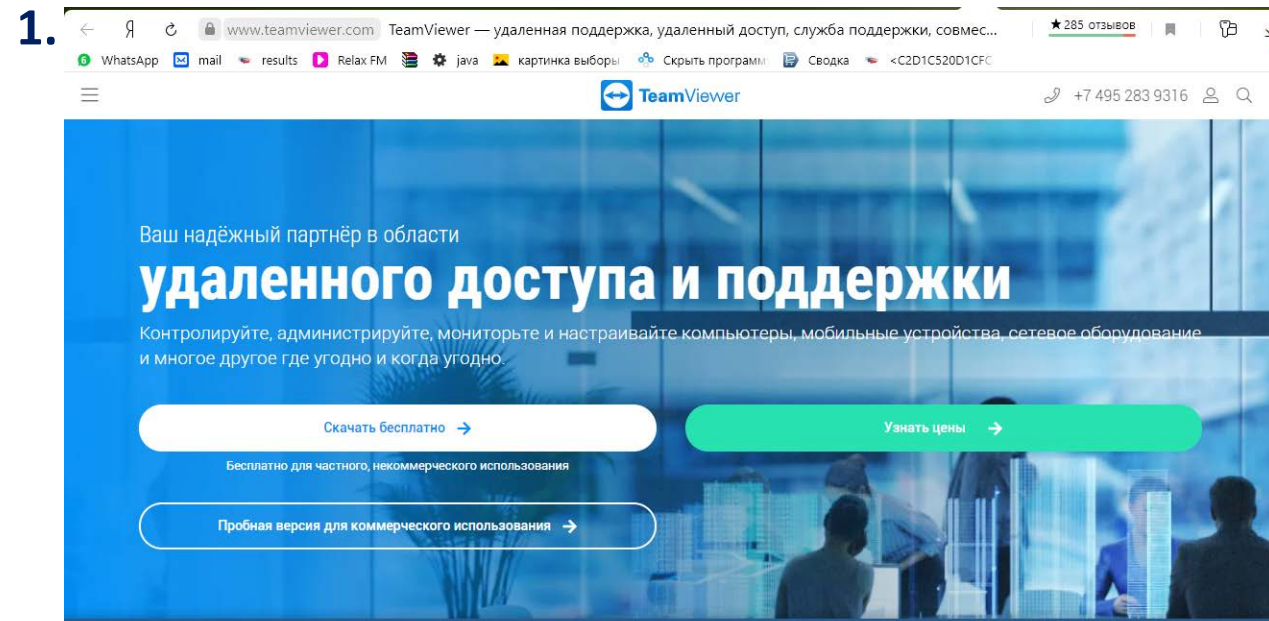 1.
Я www.teamviewer.com TeamViewer — удаленная поддержка, удаленный доступ, служба поддержки, совмес... ★285 отзывов
WhatsApp mail results Relax FM java картинка выборы Скрыть программ Сводка <C2D1C520D1CFC
TeamViewer +7 495 283 9316
Ваш надёжный партнёр в области
удаленного доступа и поддержки
Контролируйте, администрируйте, мониторьте и настраивайте компьютеры, мобильные устройства, сетевое оборудование
и многое другое где угодно и когда угодно.
Скачать бесплатно → Узнать цены →
Бесплатно для частного, некоммерческого использования
Пробная версия для коммерческого использования →